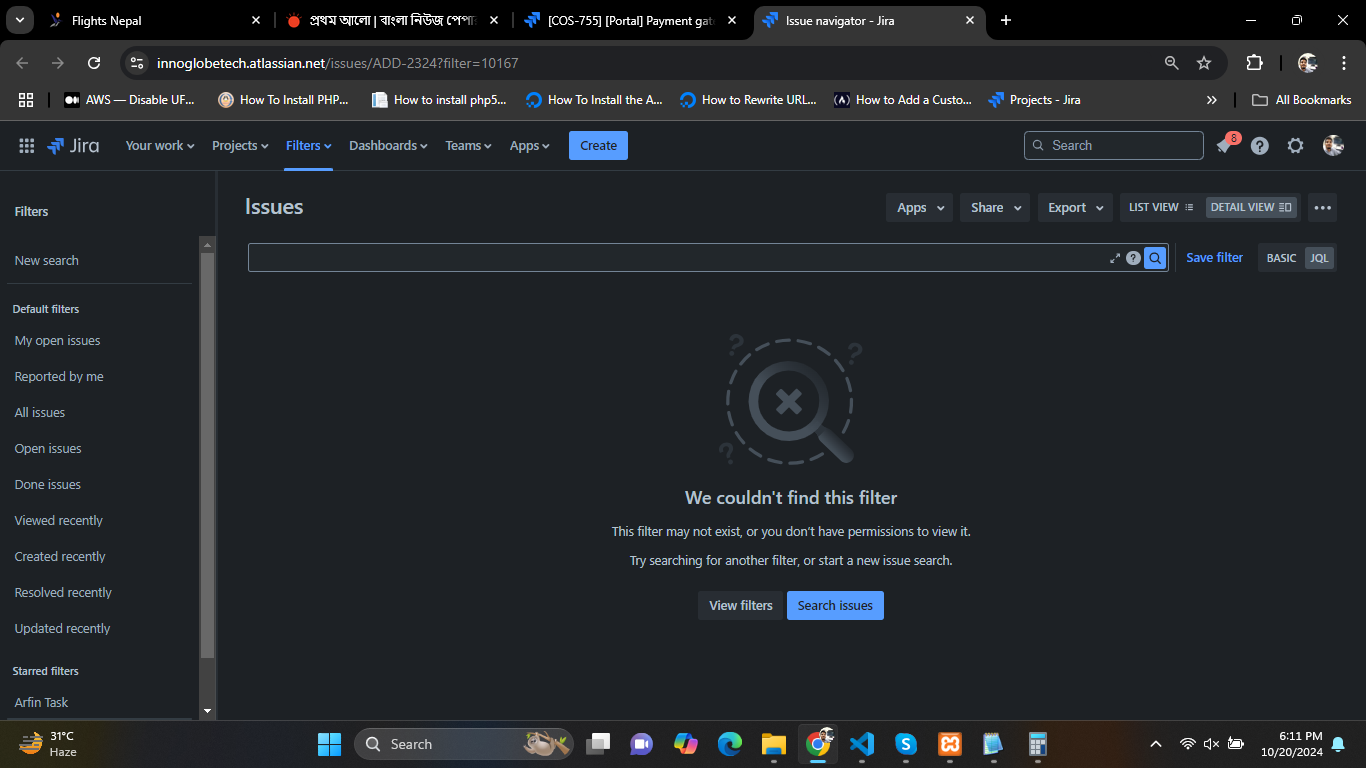 Flights Nepal
প্রথম আলো | বাংলা নিউজ পেপা
[COS-755] [Portal] Payment gat
Issue navigator - Jira
innoglobetech.atlassian.net/issues/ADD-2324?filter=10167
AWS — Disable UF...
How To Install PHP...
How to install php5...
How To Install the A...
How to Rewrite URL...
How to Add a Custo...
Projects - Jira
All Bookmarks
Jira
Your work
Projects
Filters
Dashboards
Teams
Apps
Create
Search
8
Filters
Issues
Apps
Share
Export
LIST VIEW
DETAIL VIEW
New search
Save filter
BASIC
JQL
Default filters
My open issues
Reported by me
All issues
Open issues
Done issues
Viewed recently
Created recently
Resolved recently
Updated recently
Starred filters
Arfin Task
We couldn't find this filter
This filter may not exist, or you don't have permissions to view it.
Try searching for another filter, or start a new issue search.
View filters
Search issues
31°C
Haze
Search
6:11 PM
10/20/2024